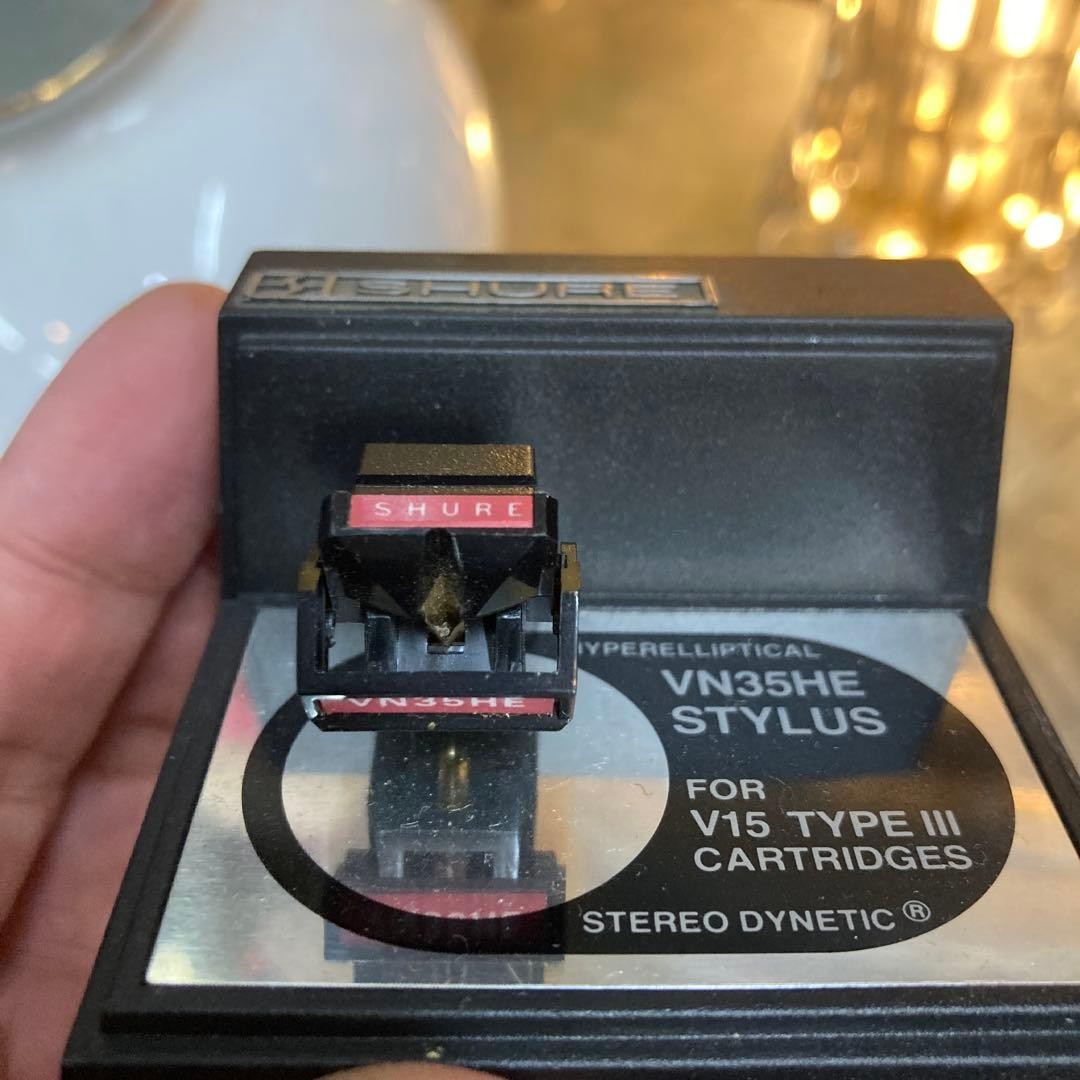 SHURE
SHURE
VN35HE
HYPERELLIPTICAL
VN35HE
STYLUS
FOR
V15 TYPE III
CARTRIDGES
STEREO DYNETIC®